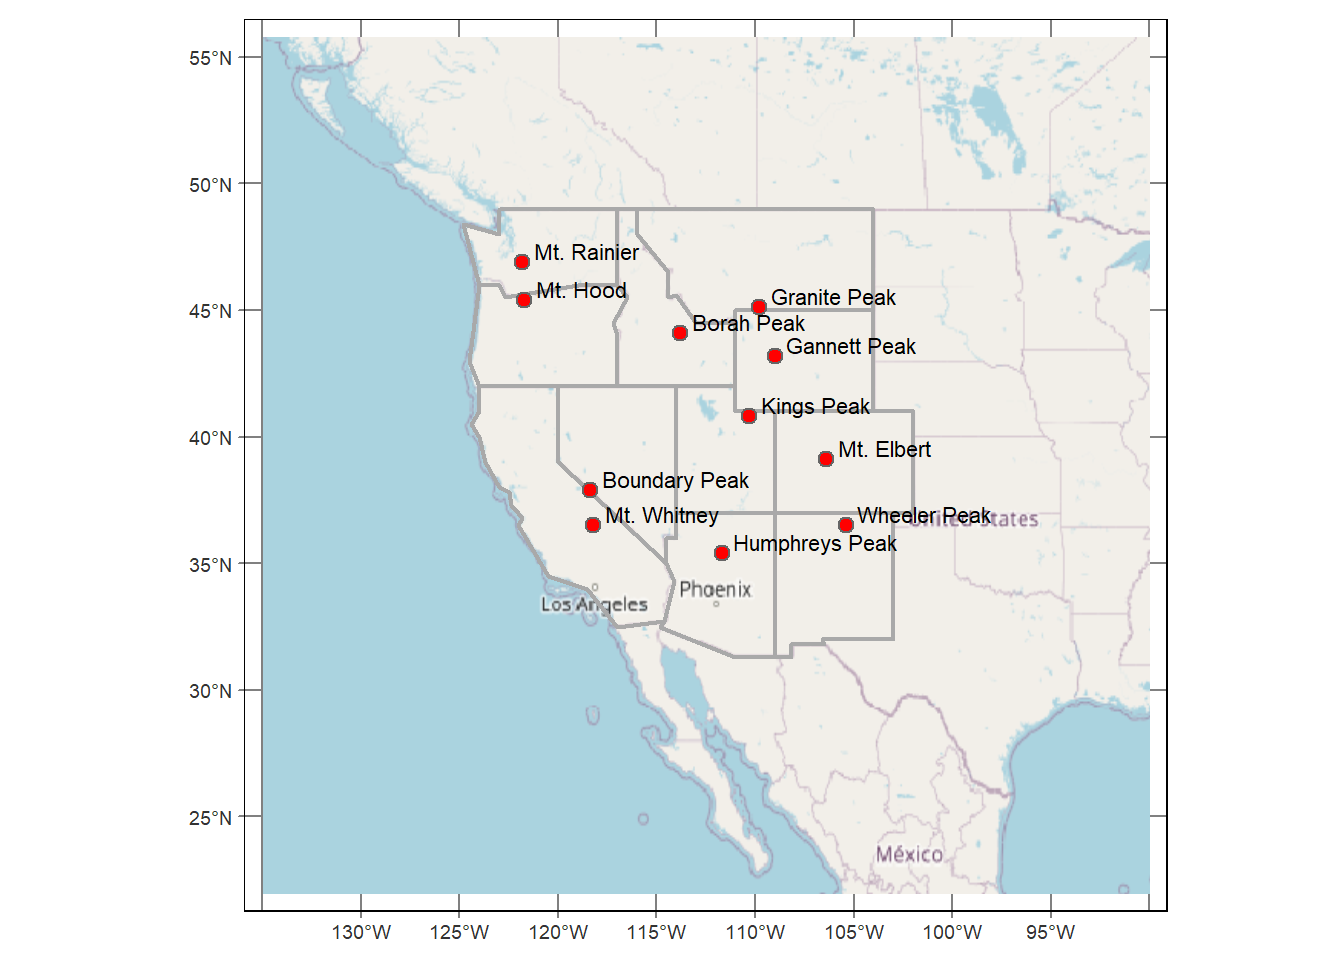 55°N
50°N
Mt. Rainier
Mt. Hood
Granite Peak
45°N
Borah Peak
Gannett Peak
Kings Peak
40°N
Mt. Elbert
Boundary Peak
Mt. Whitney
Wheeler Peak
United States
Humphreys Peak
35°N
Phoenix
Los Angeles
30°N
25°N
México
130°W 125°W 120°W 115°W 110°W 105°W 100°W 95°W